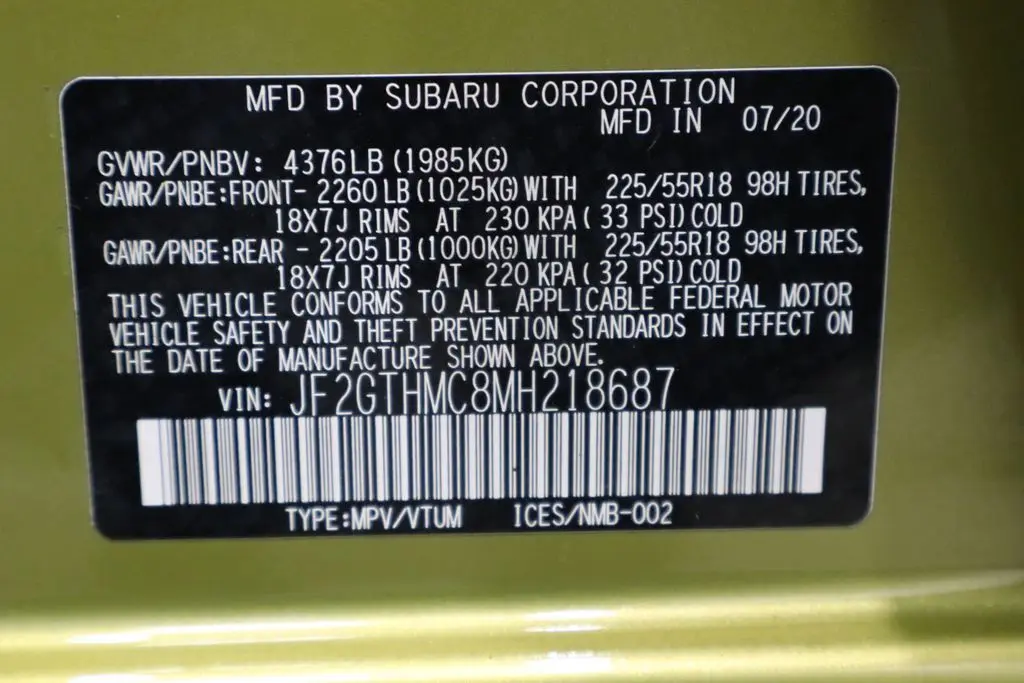 MFD BY SUBARU CORPORATION
MFD IN 07/20
GVWR/PNBV: 4376LB (1985KG)
GAWR/PNBE:FRONT- 2260 LB (1025KG) WITH 225/55R18 98H TIRES,
18X7J RIMS AT 230 KPA ( 33 PSI) COLD
GAWR/PNBE:REAR - 2205 LB (1000KG) WITH 225/55R18 98H TIRES,
18X7J RIMS AT 220 KPA ( 32 PSI) COLD
THIS VEHICLE CONFORMS TO ALL APPLICABLE FEDERAL MOTOR
VEHICLE SAFETY AND THEFT PREVENTION STANDARDS IN EFFECT ON
THE DATE OF MANUFACTURE SHOWN ABOVE.
VIN: JF2GTHMC8MH218687
TYPE:MPV/VTUM ICES/NMB-002